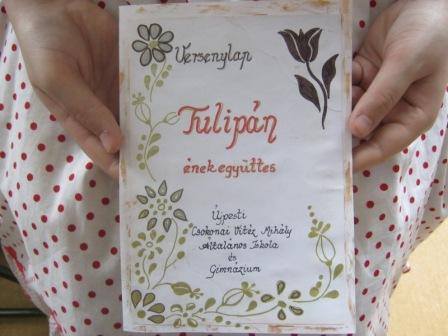 Versenylap
Tulipán
énekegyüttes
Újpesti
Csokonai Vitéz Mihály
Általános Iskola
és
Gimnázium